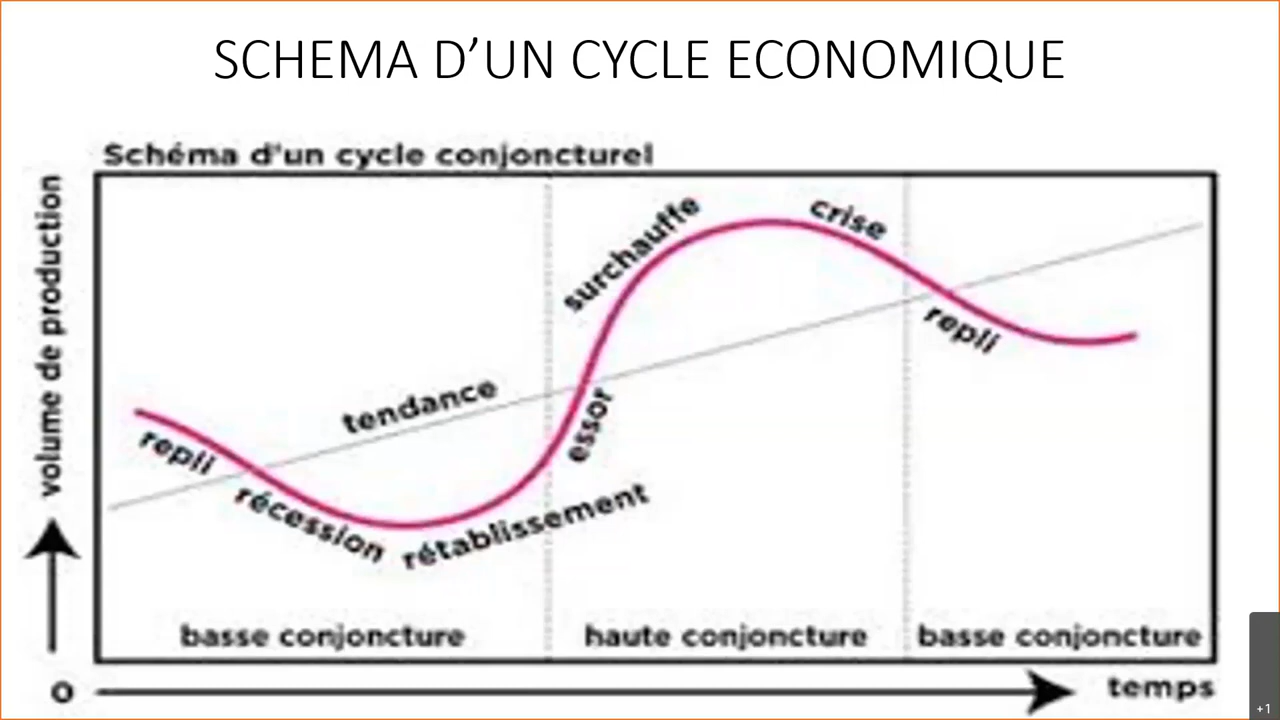 SCHEMA D’UN CYCLE ECONOMIQUE
Schéma d'un cycle conjoncturel
volume de production
surchauffe
crise
repli
tendance
essor
repli
récession
rétablissement
basse conjoncture
haute conjoncture
basse conjoncture
0
temps
+1